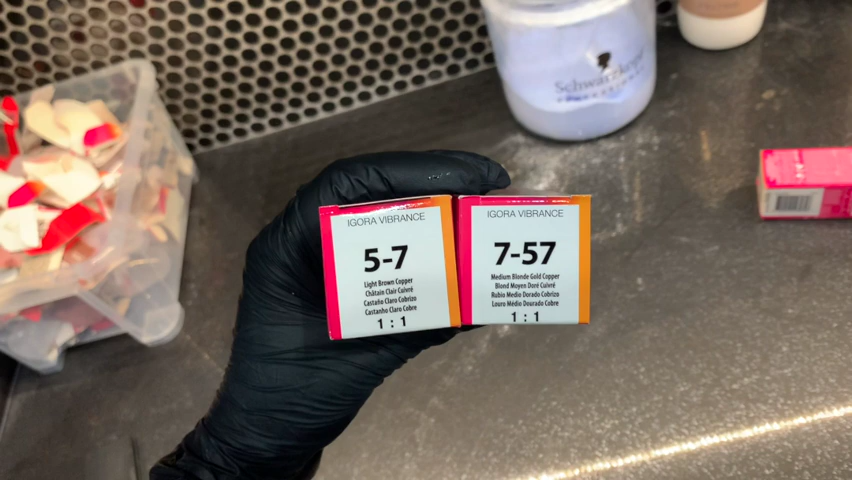 Schwarzkopf
PROFESSIONAL
IGORA VIBRANCE
5-7
Light Brown Copper
Châtain Clair Cuivré
Castaño Claro Cobrizo
Castanho Claro Cobre
1 : 1
IGORA VIBRANCE
7-57
Medium Blonde Gold Copper
Blond Moyen Doré Cuivré
Rubio Medio Dorado Cobrizo
Louro Médio Dourado Cobre
1 : 1